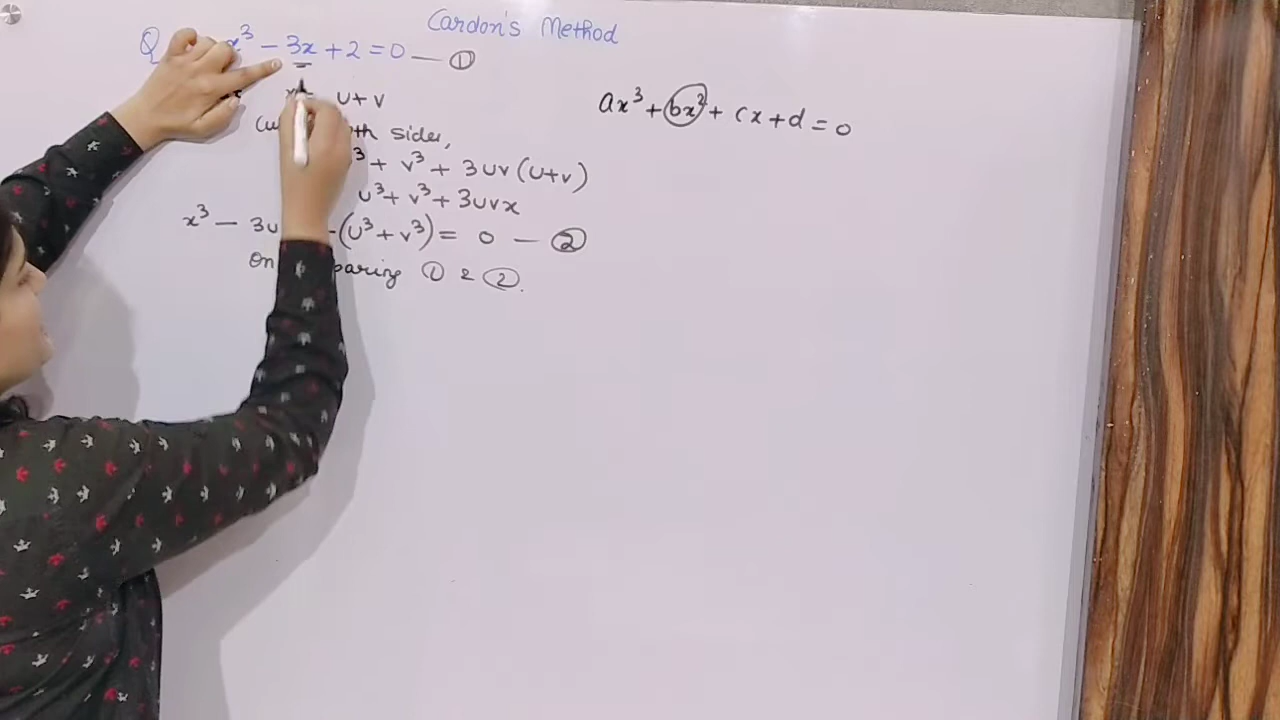 Cardon's Method
Q x³ - 3x + 2 = 0 — ①
u + v
ax³ + bx² + cx + d = 0
sides,
³ + v³ + 3uv(u+v)
u³ + v³ + 3uvx
x³ - 3u -(u³ + v³) = 0 — ②
On paring ① & ②.